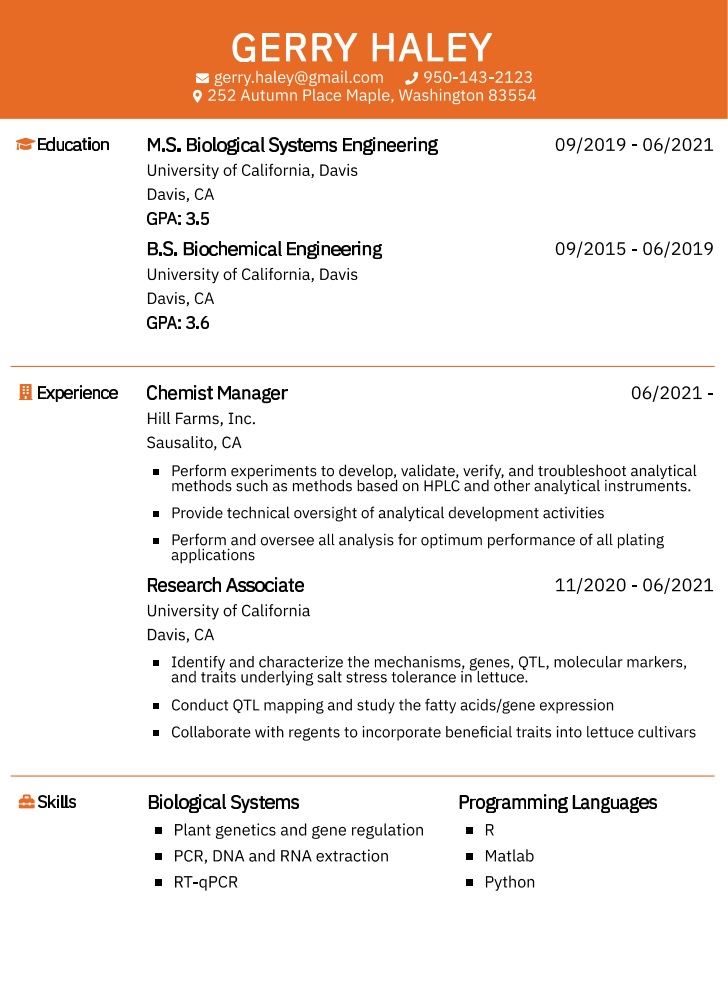 GERRY HALEY
gerry.haley@gmail.com 950-143-2123
252 Autumn Place Maple, Washington 83554
Education
M.S. Biological Systems Engineering 09/2019 - 06/2021
University of California, Davis
Davis, CA
GPA: 3.5
B.S. Biochemical Engineering 09/2015 - 06/2019
University of California, Davis
Davis, CA
GPA: 3.6
Experience
Chemist Manager 06/2021 -
Hill Farms, Inc.
Sausalito, CA
▪ Perform experiments to develop, validate, verify, and troubleshoot analytical
methods such as methods based on HPLC and other analytical instruments.
▪ Provide technical oversight of analytical development activities
▪ Perform and oversee all analysis for optimum performance of all plating
applications
Research Associate 11/2020 - 06/2021
University of California
Davis, CA
▪ Identify and characterize the mechanisms, genes, QTL, molecular markers,
and traits underlying salt stress tolerance in lettuce.
▪ Conduct QTL mapping and study the fatty acids/gene expression
▪ Collaborate with regents to incorporate beneficial traits into lettuce cultivars
Skills
Biological Systems
▪ Plant genetics and gene regulation
▪ PCR, DNA and RNA extraction
▪ RT-qPCR
Programming Languages
▪ R
▪ Matlab
▪ Python